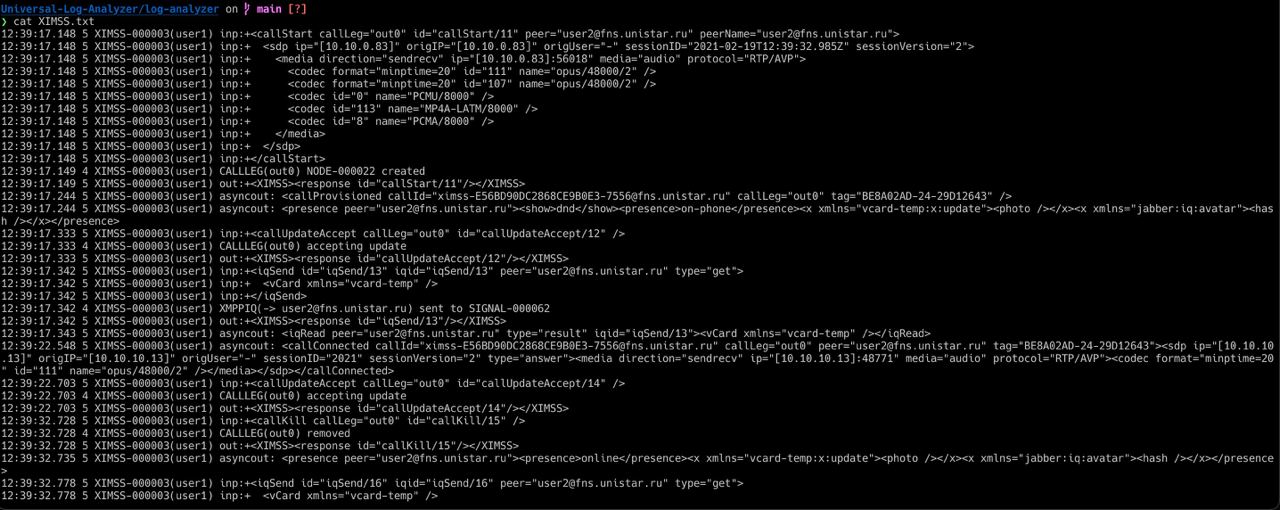 Universal-Log-Analyzer/log-analyzer on main [?]
❯ cat XIMSS.txt
12:39:17.148 5 XIMSS-000003(user1) inp:+<callStart callLeg="out0" id="callStart/11" peer="user2@fns.unistar.ru" peerName="user2@fns.unistar.ru">
12:39:17.148 5 XIMSS-000003(user1) inp:+  <sdp ip="[10.10.0.83]" origIP="[10.10.0.83]" origUser="-" sessionID="2021-02-19T12:39:32.985Z" sessionVersion="2">
12:39:17.148 5 XIMSS-000003(user1) inp:+    <media direction="sendrecv" ip="[10.10.0.83]:56018" media="audio" protocol="RTP/AVP">
12:39:17.148 5 XIMSS-000003(user1) inp:+      <codec format="minptime=20" id="111" name="opus/48000/2" />
12:39:17.148 5 XIMSS-000003(user1) inp:+      <codec format="minptime=20" id="107" name="opus/48000/2" />
12:39:17.148 5 XIMSS-000003(user1) inp:+      <codec id="0" name="PCMU/8000" />
12:39:17.148 5 XIMSS-000003(user1) inp:+      <codec id="113" name="MP4A-LATM/8000" />
12:39:17.148 5 XIMSS-000003(user1) inp:+      <codec id="8" name="PCMA/8000" />
12:39:17.148 5 XIMSS-000003(user1) inp:+    </media>
12:39:17.148 5 XIMSS-000003(user1) inp:+  </sdp>
12:39:17.148 5 XIMSS-000003(user1) inp:+</callStart>
12:39:17.149 4 XIMSS-000003(user1) CALLLEG(out0) NODE-000022 created
12:39:17.149 5 XIMSS-000003(user1) out:+<XIMSS><response id="callStart/11"/></XIMSS>
12:39:17.244 5 XIMSS-000003(user1) asyncout: <callProvisioned callId="ximss-E56BD90DC2868CE9B0E3-7556@fns.unistar.ru" callLeg="out0" tag="BE8A02AD-24-29D12643" />
12:39:17.244 5 XIMSS-000003(user1) asyncout: <presence peer="user2@fns.unistar.ru"><show>dnd</show><presence>on-phone</presence><x xmlns="vcard-temp:x:update"><photo /></x><x xmlns="jabber:iq:avatar"><has
h /></x></presence>
12:39:17.333 5 XIMSS-000003(user1) inp:+<callUpdateAccept callLeg="out0" id="callUpdateAccept/12" />
12:39:17.333 4 XIMSS-000003(user1) CALLLEG(out0) accepting update
12:39:17.333 5 XIMSS-000003(user1) out:+<XIMSS><response id="callUpdateAccept/12"/></XIMSS>
12:39:17.342 5 XIMSS-000003(user1) inp:+<iqSend id="iqSend/13" iqid="iqSend/13" peer="user2@fns.unistar.ru" type="get">
12:39:17.342 5 XIMSS-000003(user1) inp:+  <vCard xmlns="vcard-temp" />
12:39:17.342 5 XIMSS-000003(user1) inp:+</iqSend>
12:39:17.342 4 XIMSS-000003(user1) XMPPIQ(-> user2@fns.unistar.ru) sent to SIGNAL-000062
12:39:17.342 5 XIMSS-000003(user1) out:+<XIMSS><response id="iqSend/13"/></XIMSS>
12:39:17.343 5 XIMSS-000003(user1) asyncout: <iqRead peer="user2@fns.unistar.ru" type="result" iqid="iqSend/13"><vCard xmlns="vcard-temp" /></iqRead>
12:39:22.548 5 XIMSS-000003(user1) asyncout: <callConnected callId="ximss-E56BD90DC2868CE9B0E3-7556@fns.unistar.ru" callLeg="out0" peer="user2@fns.unistar.ru" tag="BE8A02AD-24-29D12643"><sdp ip="[10.10.10
.13]" origIP="[10.10.10.13]" origUser="-" sessionID="2021" sessionVersion="2" type="answer"><media direction="sendrecv" ip="[10.10.10.13]:48771" media="audio" protocol="RTP/AVP"><codec format="minptime=20
" id="111" name="opus/48000/2" /></media></sdp></callConnected>
12:39:22.703 5 XIMSS-000003(user1) inp:+<callUpdateAccept callLeg="out0" id="callUpdateAccept/14" />
12:39:22.703 4 XIMSS-000003(user1) CALLLEG(out0) accepting update
12:39:22.703 5 XIMSS-000003(user1) out:+<XIMSS><response id="callUpdateAccept/14"/></XIMSS>
12:39:32.728 5 XIMSS-000003(user1) inp:+<callKill callLeg="out0" id="callKill/15" />
12:39:32.728 4 XIMSS-000003(user1) CALLLEG(out0) removed
12:39:32.728 5 XIMSS-000003(user1) out:+<XIMSS><response id="callKill/15"/></XIMSS>
12:39:32.735 5 XIMSS-000003(user1) asyncout: <presence peer="user2@fns.unistar.ru"><presence>online</presence><x xmlns="vcard-temp:x:update"><photo /></x><x xmlns="jabber:iq:avatar"><hash /></x></presence
>
12:39:32.778 5 XIMSS-000003(user1) inp:+<iqSend id="iqSend/16" iqid="iqSend/16" peer="user2@fns.unistar.ru" type="get">
12:39:32.778 5 XIMSS-000003(user1) inp:+  <vCard xmlns="vcard-temp" />